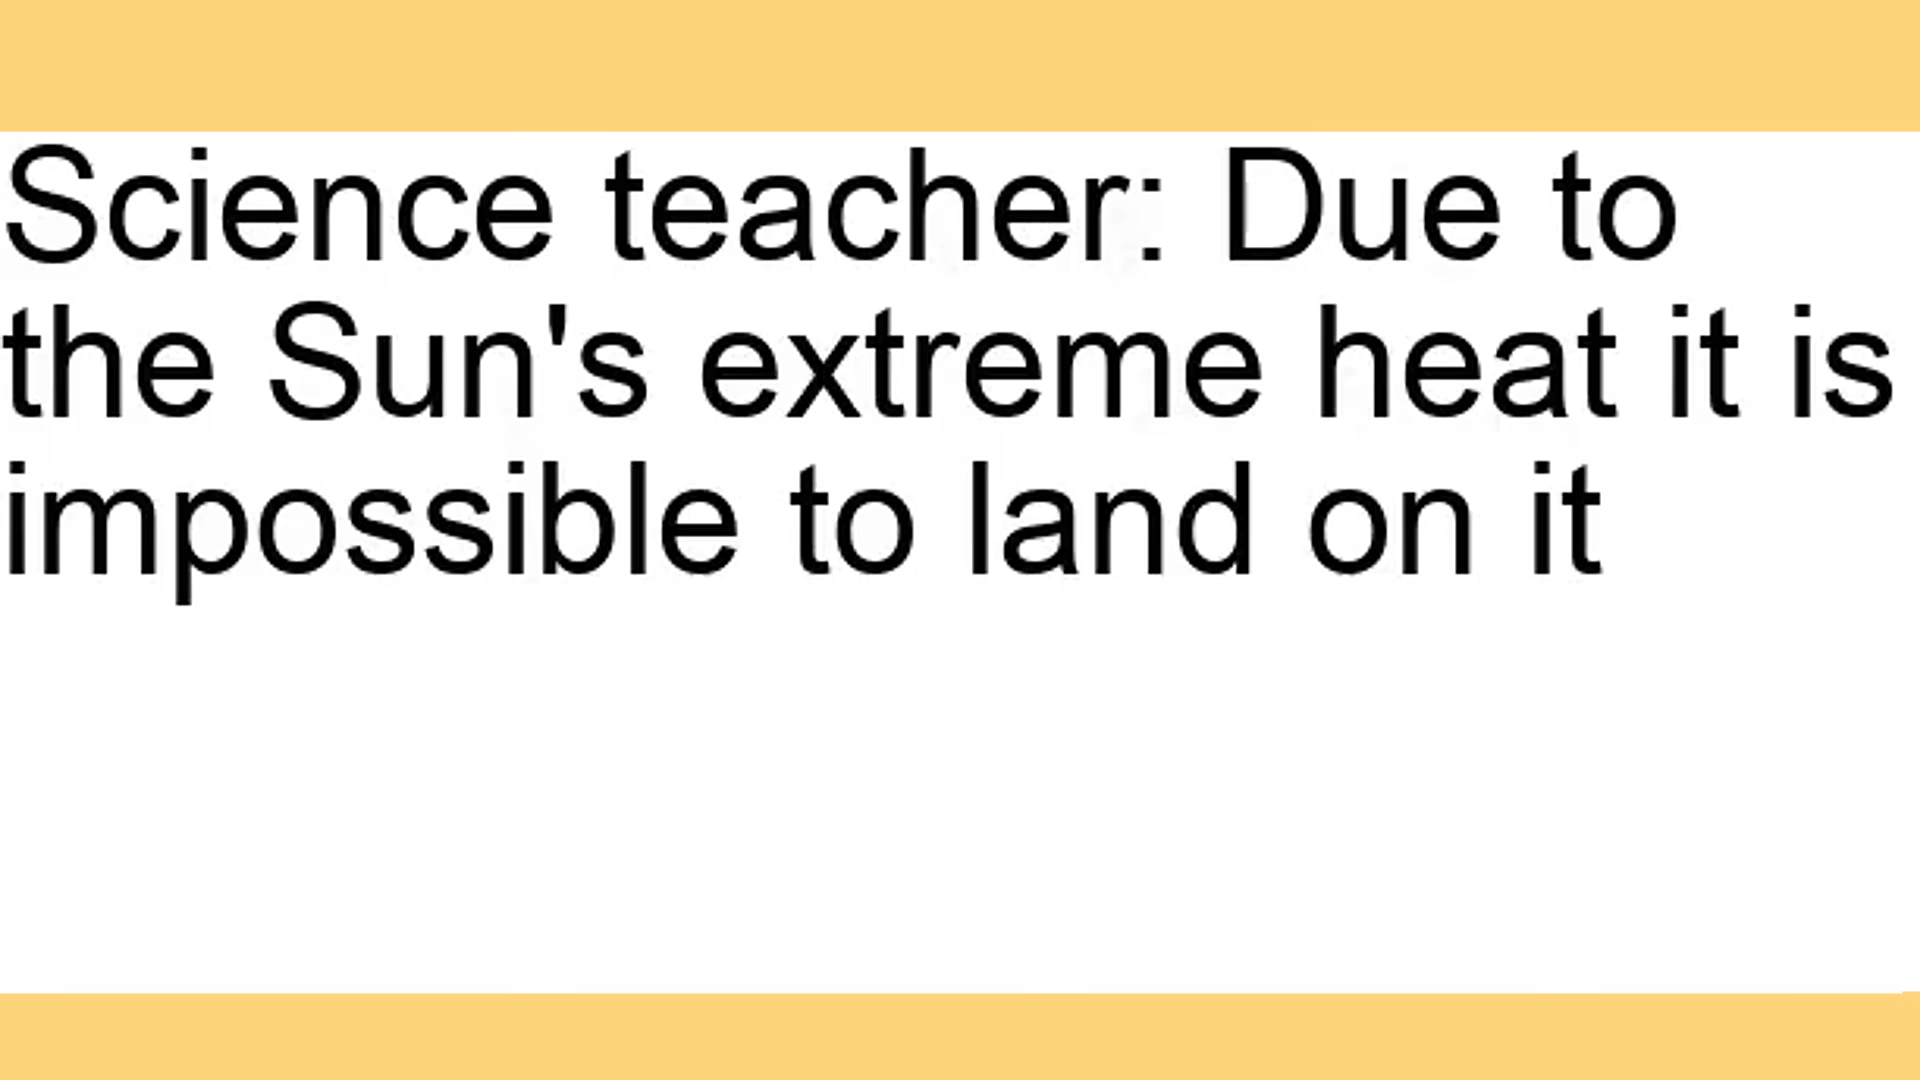 Science teacher: Due to
the Sun's extreme heat it is
impossible to land on it